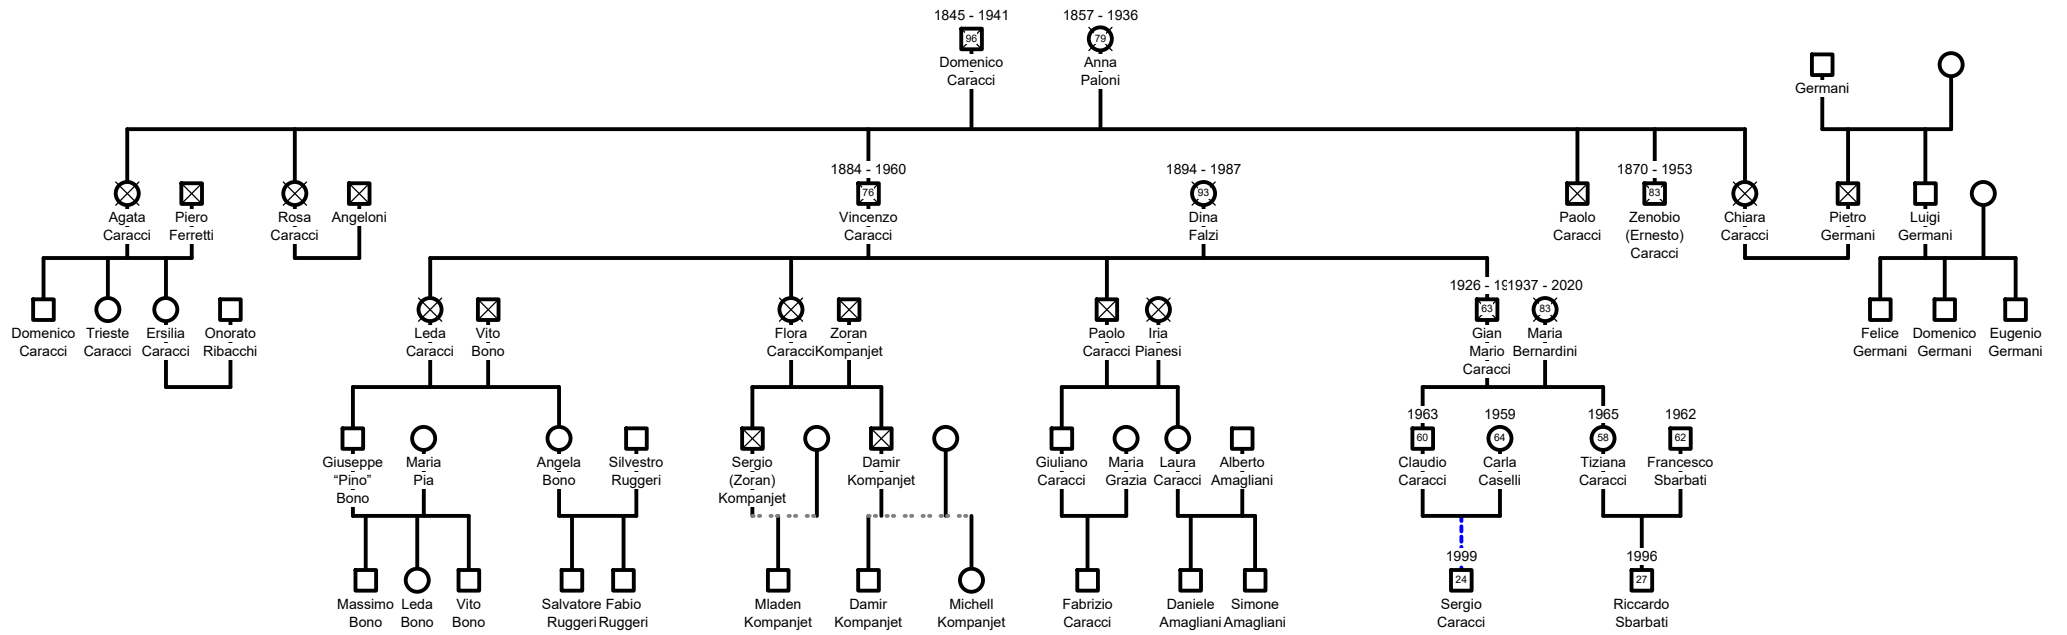 1845 - 1941
96
Domenico
Caracci
1857 - 1936
79
Anna
Paloni
Germani
Agata
Caracci
Piero
Ferretti
Rosa
Caracci
Angeloni
1884 - 1960
76
Vincenzo
Caracci
1894 - 1987
93
Dina
Falzi
Paolo
Caracci
1870 - 1953
83
Zenobio
(Ernesto)
Caracci
Chiara
Caracci
Pietro
Germani
Luigi
Germani
Domenico
Caracci
Trieste
Caracci
Ersilia
Caracci
Onorato
Ribacchi
Leda
Caracci
Vito
Bono
Flora
Caracci
Zoran
Kompanjet
Paolo
Caracci
Iria
Pianesi
1926 - 19
63
Gian
Mario
Caracci
1937 - 2020
83
Maria
Bernardini
Felice
Germani
Domenico
Germani
Eugenio
Germani
Giuseppe
“Pino”
Bono
Maria
Pia
Angela
Bono
Silvestro
Ruggeri
Sergio
(Zoran)
Kompanjet
Damir
Kompanjet
Giuliano
Caracci
Maria
Grazia
Laura
Caracci
Alberto
Amagliani
1963
60
Claudio
Caracci
1959
64
Carla
Caselli
1965
58
Tiziana
Caracci
1962
62
Francesco
Sbarbati
Massimo
Bono
Leda
Bono
Vito
Bono
Salvatore
Ruggeri
Fabio
Ruggeri
Mladen
Kompanjet
Damir
Kompanjet
Michell
Kompanjet
Fabrizio
Caracci
Daniele
Amagliani
Simone
Amagliani
1999
24
Sergio
Caracci
1996
27
Riccardo
Sbarbati